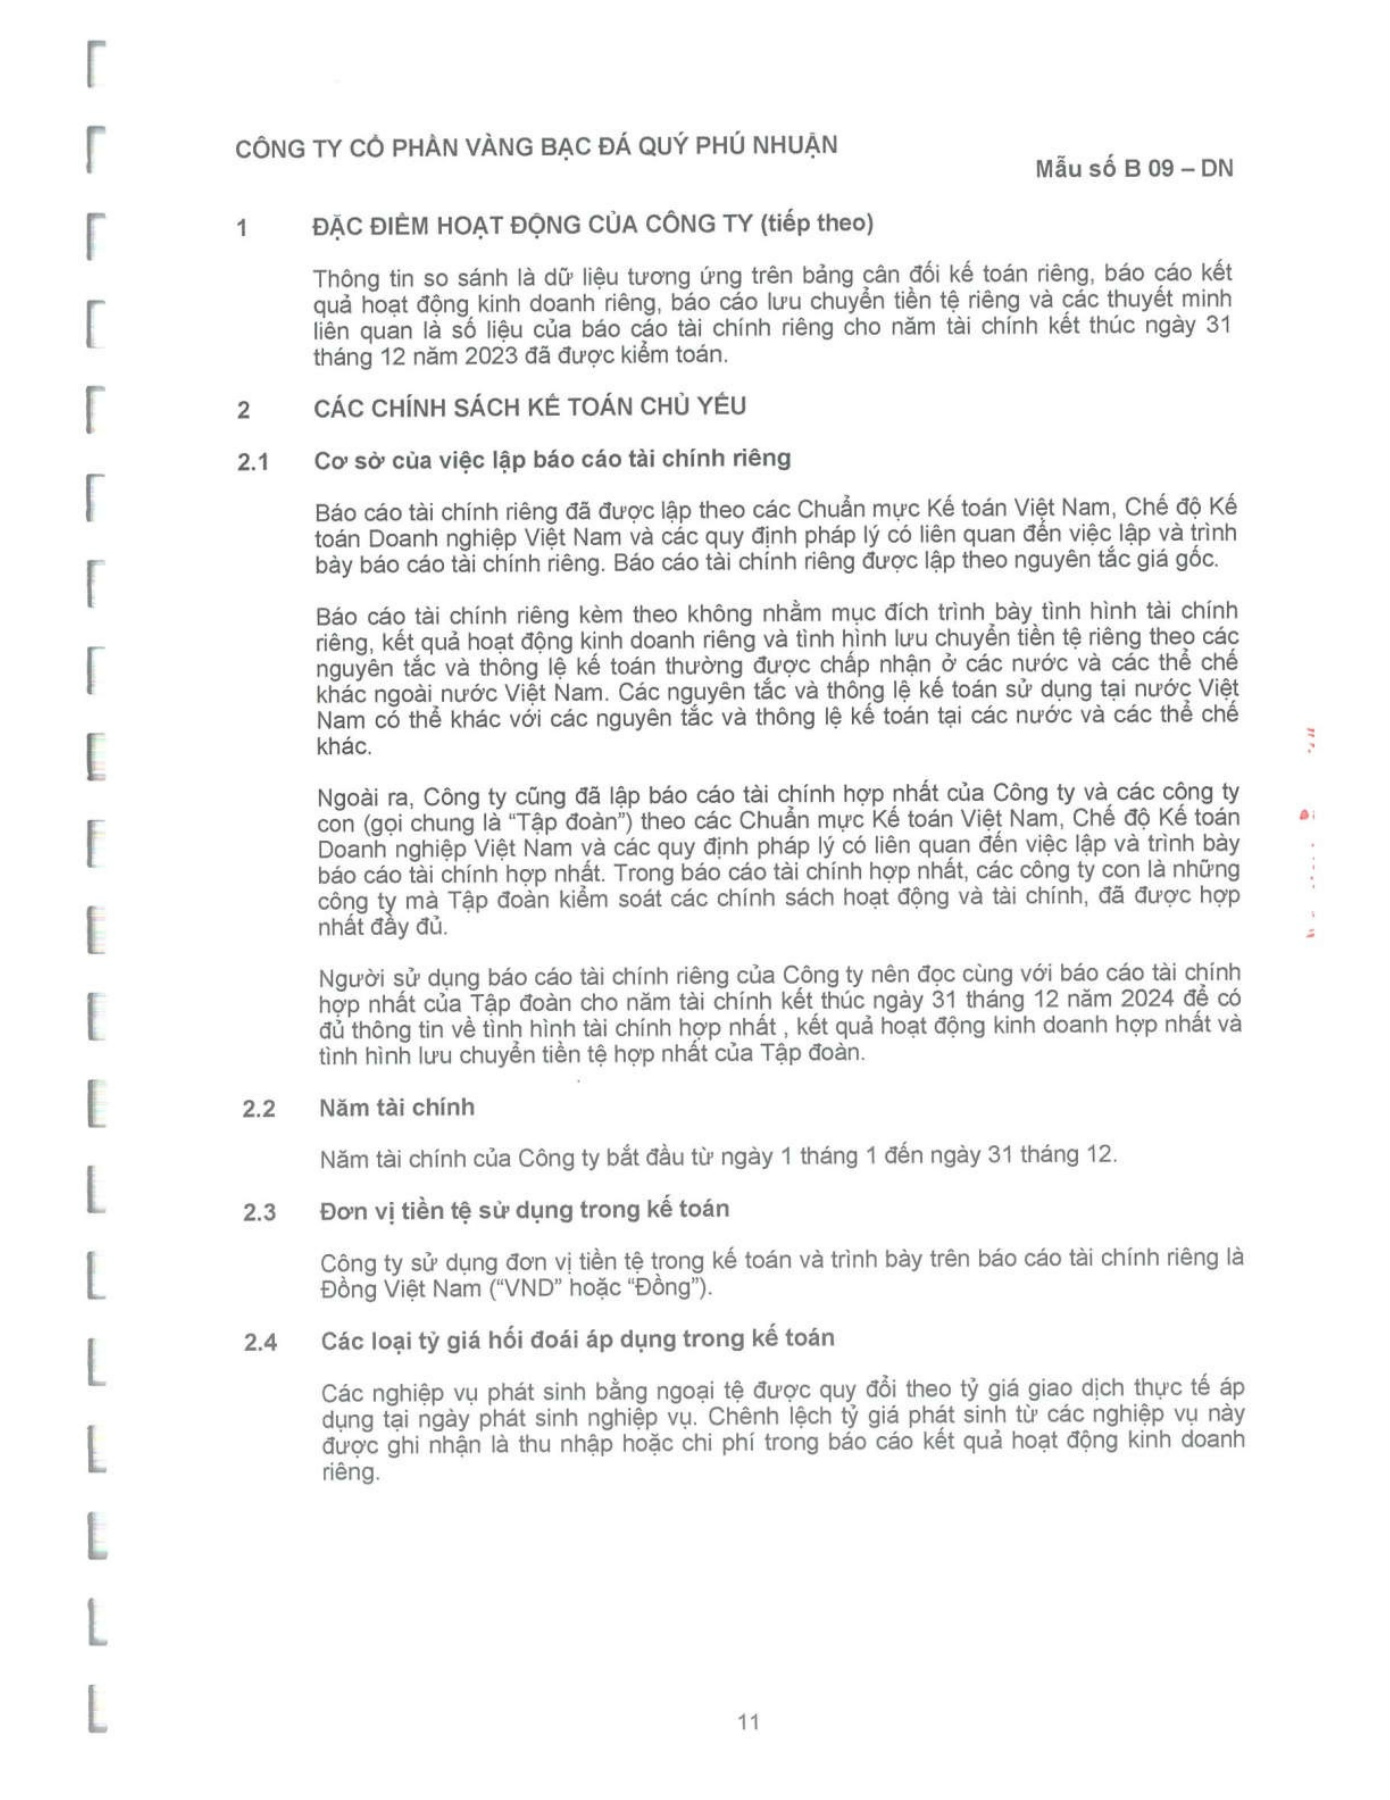 CÔNG TY CỔ PHẦN VÀNG BẠC ĐÁ QUÝ PHÚ NHUẬN
Mẫu số B 09 – DN
1 ĐẶC ĐIỂM HOẠT ĐỘNG CỦA CÔNG TY (tiếp theo)
Thông tin so sánh là dữ liệu tương ứng trên bảng cân đối kế toán riêng, báo cáo kết
quả hoạt động kinh doanh riêng, báo cáo lưu chuyển tiền tệ riêng và các thuyết minh
liên quan là số liệu của báo cáo tài chính riêng cho năm tài chính kết thúc ngày 31
tháng 12 năm 2023 đã được kiểm toán.
2 CÁC CHÍNH SÁCH KẾ TOÁN CHỦ YẾU
2.1 Cơ sở của việc lập báo cáo tài chính riêng
Báo cáo tài chính riêng đã được lập theo các Chuẩn mực Kế toán Việt Nam, Chế độ Kế
toán Doanh nghiệp Việt Nam và các quy định pháp lý có liên quan đến việc lập và trình
bày báo cáo tài chính riêng. Báo cáo tài chính riêng được lập theo nguyên tắc giá gốc.
Báo cáo tài chính riêng kèm theo không nhằm mục đích trình bày tình hình tài chính
riêng, kết quả hoạt động kinh doanh riêng và tình hình lưu chuyển tiền tệ riêng theo các
nguyên tắc và thông lệ kế toán thường được chấp nhận ở các nước và các thể chế
khác ngoài nước Việt Nam. Các nguyên tắc và thông lệ kế toán sử dụng tại nước Việt
Nam có thể khác với các nguyên tắc và thông lệ kế toán tại các nước và các thể chế
khác.
Ngoài ra, Công ty cũng đã lập báo cáo tài chính hợp nhất của Công ty và các công ty
con (gọi chung là “Tập đoàn”) theo các Chuẩn mực Kế toán Việt Nam, Chế độ Kế toán
Doanh nghiệp Việt Nam và các quy định pháp lý có liên quan đến việc lập và trình bày
báo cáo tài chính hợp nhất. Trong báo cáo tài chính hợp nhất, các công ty con là những
công ty mà Tập đoàn kiểm soát các chính sách hoạt động và tài chính, đã được hợp
nhất đầy đủ.
Người sử dụng báo cáo tài chính riêng của Công ty nên đọc cùng với báo cáo tài chính
hợp nhất của Tập đoàn cho năm tài chính kết thúc ngày 31 tháng 12 năm 2024 để có
đủ thông tin về tình hình tài chính hợp nhất , kết quả hoạt động kinh doanh hợp nhất và
tình hình lưu chuyển tiền tệ hợp nhất của Tập đoàn.
2.2 Năm tài chính
Năm tài chính của Công ty bắt đầu từ ngày 1 tháng 1 đến ngày 31 tháng 12.
2.3 Đơn vị tiền tệ sử dụng trong kế toán
Công ty sử dụng đơn vị tiền tệ trong kế toán và trình bày trên báo cáo tài chính riêng là
Đồng Việt Nam (“VND” hoặc “Đồng”).
2.4 Các loại tỷ giá hối đoái áp dụng trong kế toán
Các nghiệp vụ phát sinh bằng ngoại tệ được quy đổi theo tỷ giá giao dịch thực tế áp
dụng tại ngày phát sinh nghiệp vụ. Chênh lệch tỷ giá phát sinh từ các nghiệp vụ này
được ghi nhận là thu nhập hoặc chi phí trong báo cáo kết quả hoạt động kinh doanh
riêng.
11